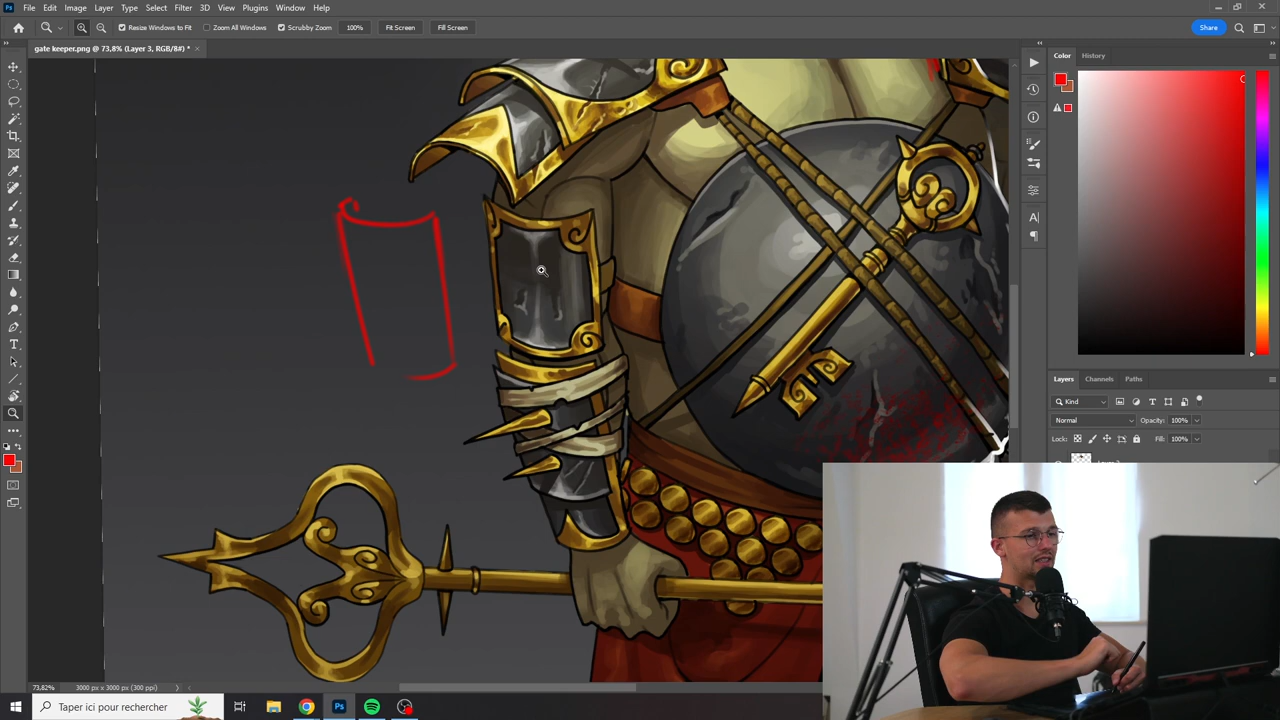 File Edit Image Layer Type Select Filter 3D View Plugins Window Help
Resize Windows to Fit Zoom All Windows Scrubby Zoom 100% Fit Screen Fill Screen Share
gate keeper.png @ 73,8% (Layer 3, RGB/8#) * ×
Color History
Layers Channels Paths
Kind
Normal Opacity: 100%
Lock: Fill: 100%
73,82% 3000 px x 3000 px (300 ppi)
Taper ici pour rechercher